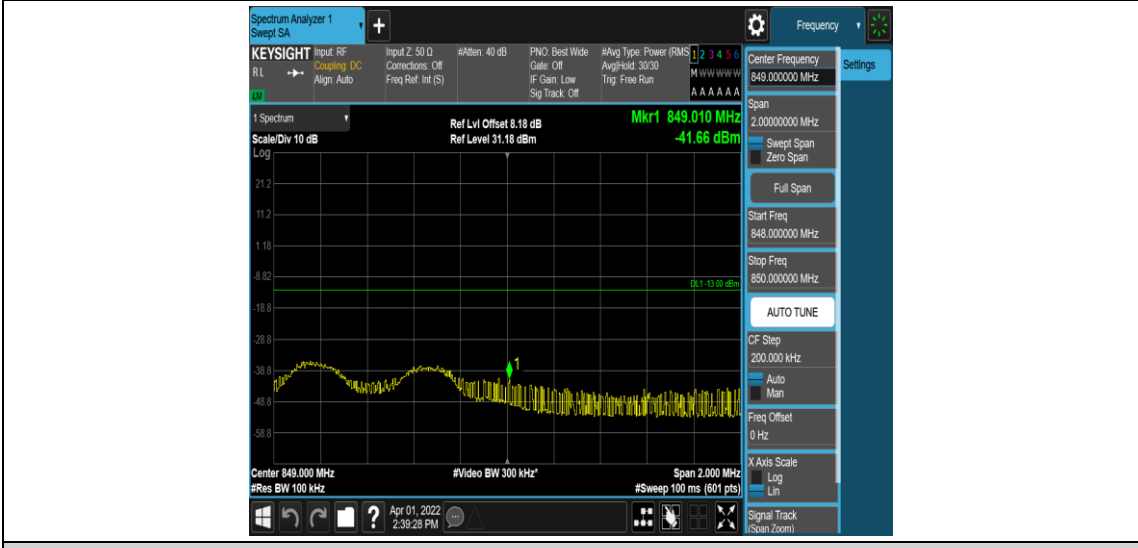 Spectrum Analyzer 1
Swept SA
+
Frequency
KEYSIGHT
Input: RF
Input Z: 50 Ω
#Atten: 40 dB
PNO: Best Wide
#Avg Type: Power (RMS
1 2 3 4 5 6
RL
Coupling: DC
Corrections: Off
Gate: Off
Avg|Hold: 30/30
M W W W W W
Align: Auto
Freq Ref: Int (S)
IF Gain: Low
Trig: Free Run
Sig Track: Off
A A A A A A
Center Frequency
849.000000 MHz
Settings
Span
2.00000000 MHz
Swept Span
Zero Span
Full Span
Start Freq
848.000000 MHz
Stop Freq
850.000000 MHz
AUTO TUNE
CF Step
200.000 kHz
Auto
Man
Freq Offset
0 Hz
X Axis Scale
Log
Lin
Signal Track
(Span Zoom)
1 Spectrum
Ref Lvl Offset 8.18 dB
Mkr1 849.010 MHz
Scale/Div 10 dB
Ref Level 31.18 dBm
-41.66 dBm
Log
21.2
11.2
1.18
-8.82
DL1 -13.00 dBm
-18.8
-28.8
-38.8
1
-48.8
-58.8
Center 849.000 MHz
#Video BW 300 kHz*
Span 2.000 MHz
#Res BW 100 kHz
#Sweep 100 ms (601 pts)
?
Apr 01, 2022
2:39:28 PM